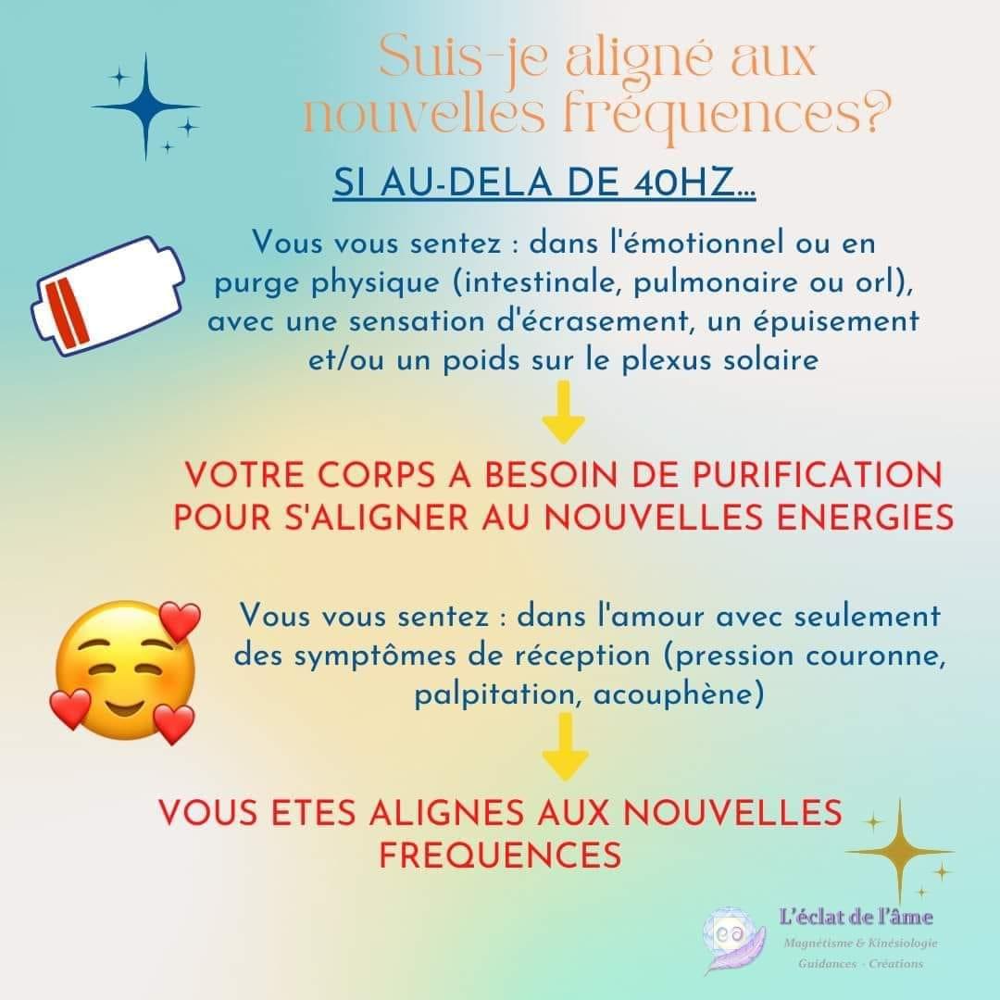 Suis-je aligné aux
nouvelles fréquences?
SI AU-DELA DE 40HZ...
Vous vous sentez : dans l'émotionnel ou en
purge physique (intestinale, pulmonaire ou orl),
avec une sensation d'écrasement, un épuisement
et/ou un poids sur le plexus solaire
VOTRE CORPS A BESOIN DE PURIFICATION
POUR S'ALIGNER AU NOUVELLES ENERGIES
Vous vous sentez : dans l'amour avec seulement
des symptômes de réception (pression couronne,
palpitation, acouphène)
VOUS ETES ALIGNES AUX NOUVELLES
FREQUENCES
L'éclat de l'âme
Magnétisme & Kinésiologie
Guidances - Créations